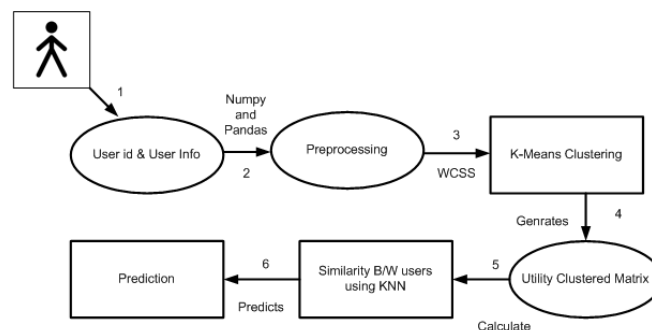 1
Numpy
and
Pandas
2
User id & User Info
Preprocessing
3
WCSS
K-Means Clustering
Genrates
4
Utility Clustered Matrix
5
Calculate
Similarity B/W users
using KNN
6
Predicts
Prediction